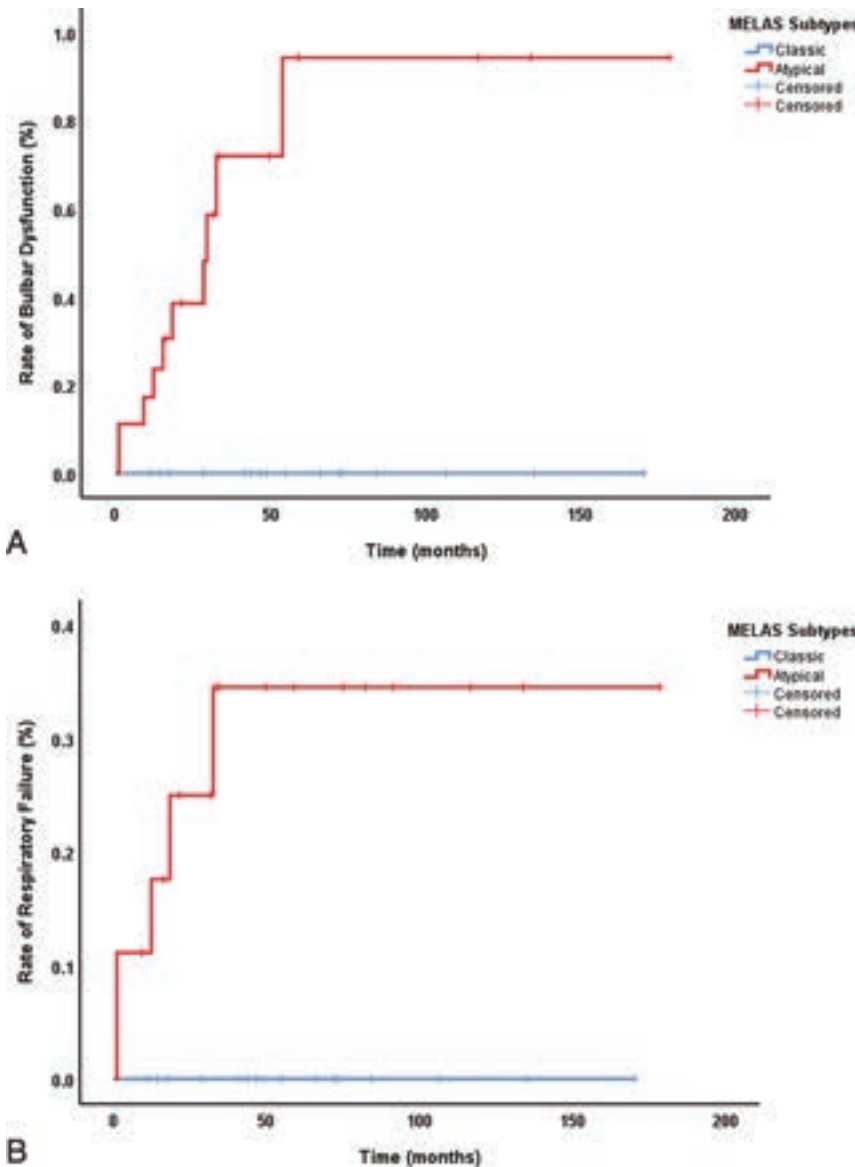 MELAS Subtypes
Classic
Atypical
Censored
Censored
Rate of Bulbar Dysfunction (%)
1.0
0.8
0.6
0.4
0.2
0.0
0 50 100 150 200
Time (months)
A
MELAS Subtypes
Classic
Atypical
Censored
Censored
Rate of Respiratory Failure (%)
0.4
0.3
0.2
0.1
0.0
0 50 100 150 200
Time (months)
B